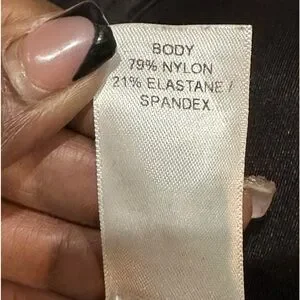 BODY
79% NYLON
21% ELASTANE /
SPANDEX